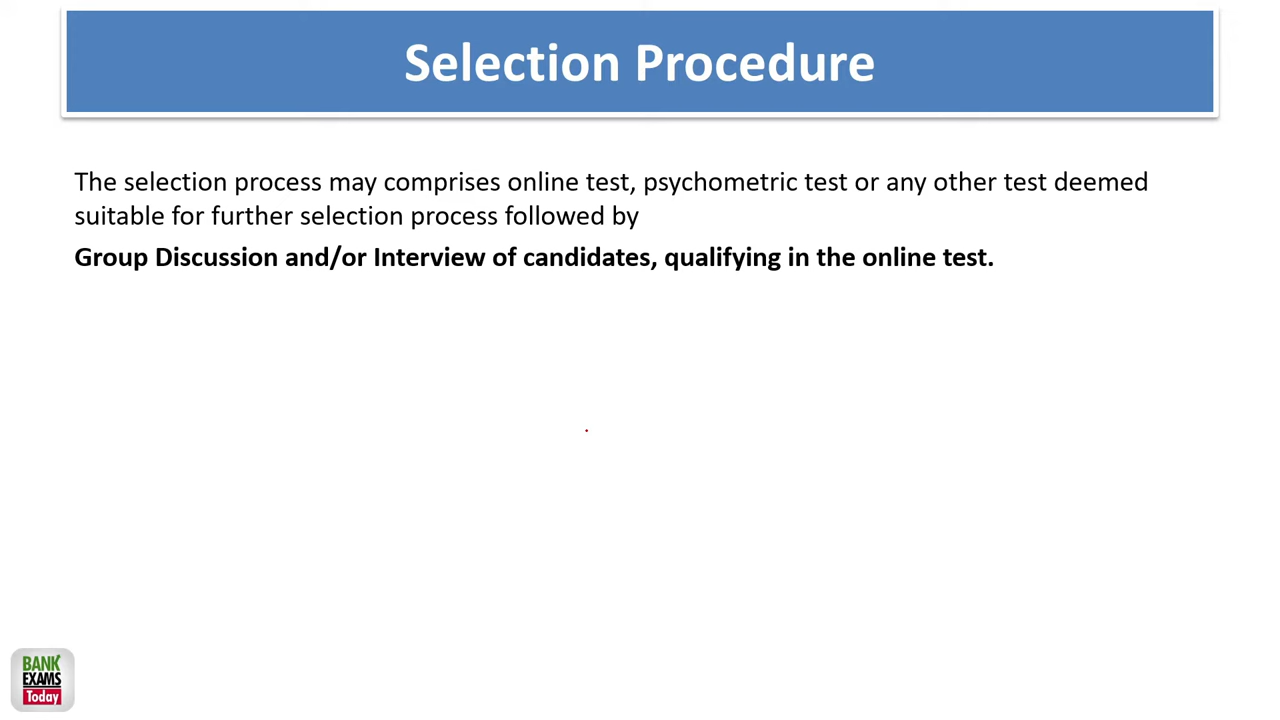 Selection Procedure
The selection process may comprises online test, psychometric test or any other test deemed
suitable for further selection process followed by
Group Discussion and/or Interview of candidates, qualifying in the online test.
BANK
EXAMS
Today